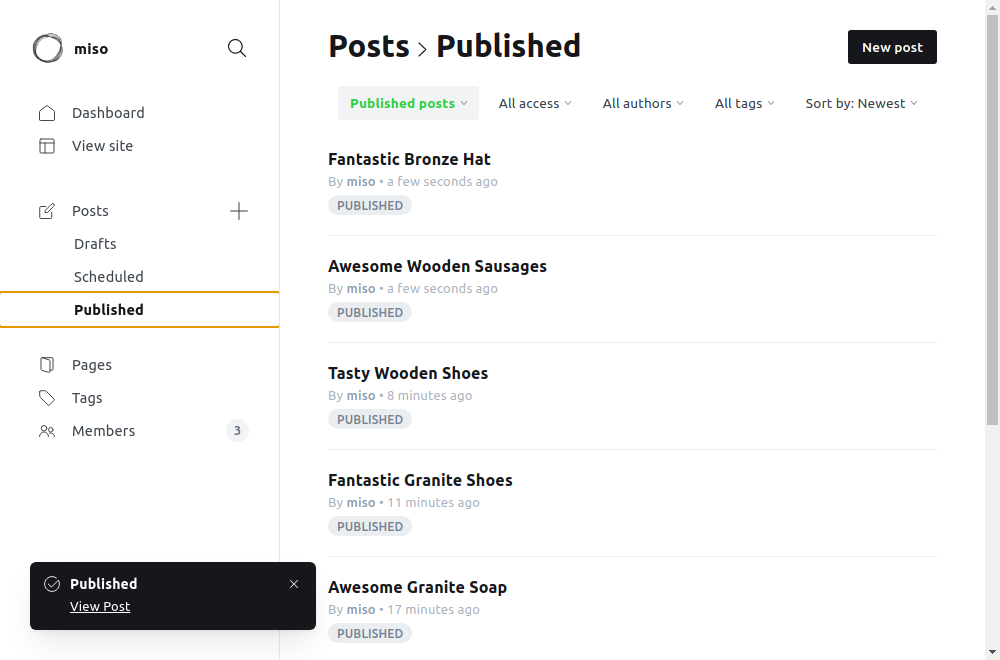 miso
Dashboard
View site
Posts
Drafts
Scheduled
Published
Pages
Tags
Members
3
Posts > Published
New post
Published posts
All access
All authors
All tags
Sort by: Newest
Fantastic Bronze Hat
By miso • a few seconds ago
PUBLISHED
Awesome Wooden Sausages
By miso • a few seconds ago
PUBLISHED
Tasty Wooden Shoes
By miso • 8 minutes ago
PUBLISHED
Fantastic Granite Shoes
By miso • 11 minutes ago
PUBLISHED
Awesome Granite Soap
By miso • 17 minutes ago
PUBLISHED
Published
View Post